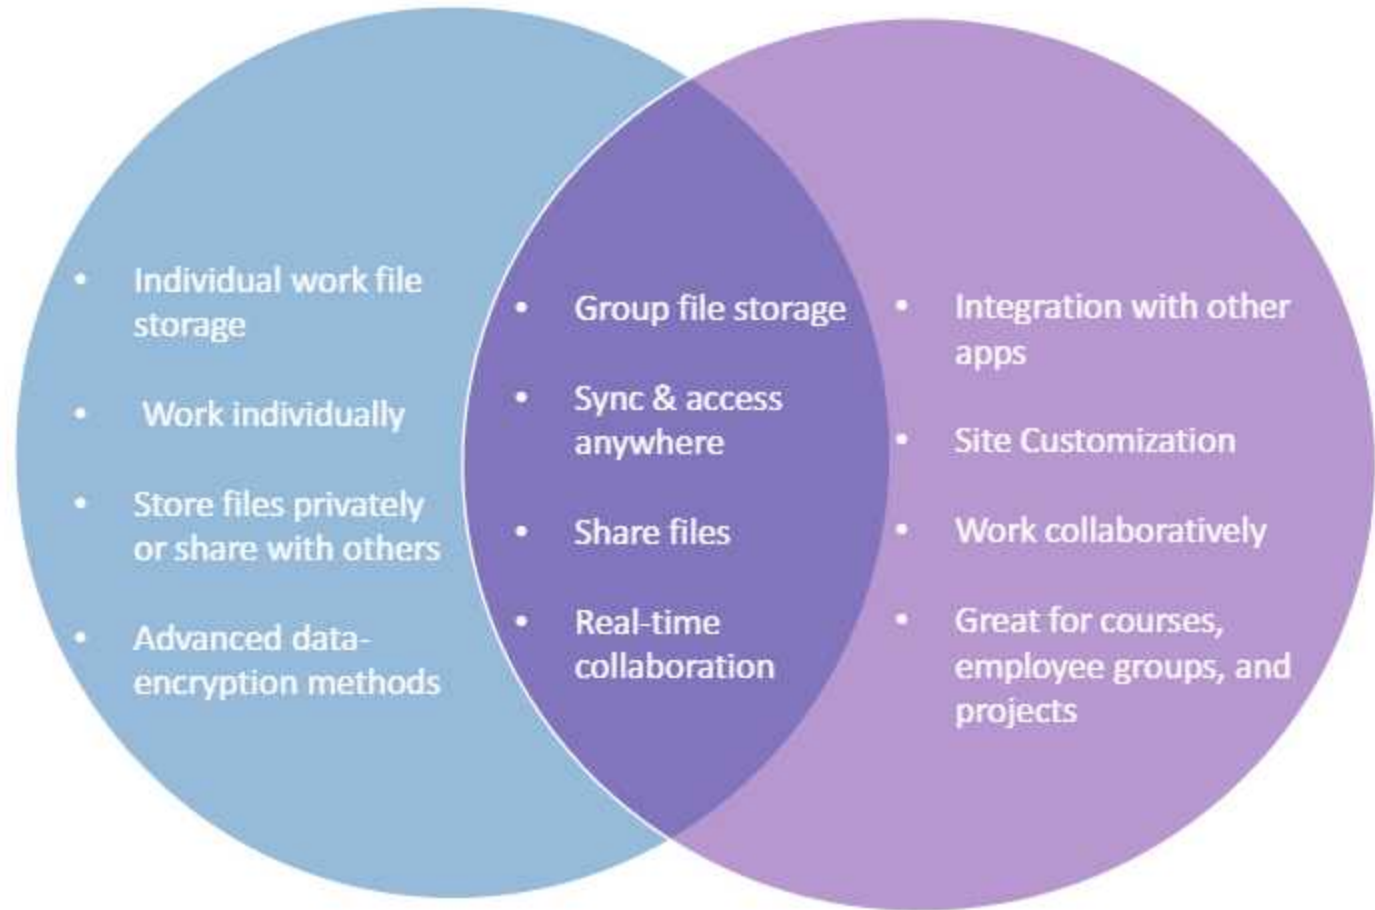 • Individual work file
storage
• Work individually
• Store files privately
or share with others
• Advanced data-
encryption methods
• Group file storage
• Sync & access
anywhere
• Share files
• Real-time
collaboration
• Integration with other
apps
• Site Customization
• Work collaboratively
• Great for courses,
employee groups, and
projects